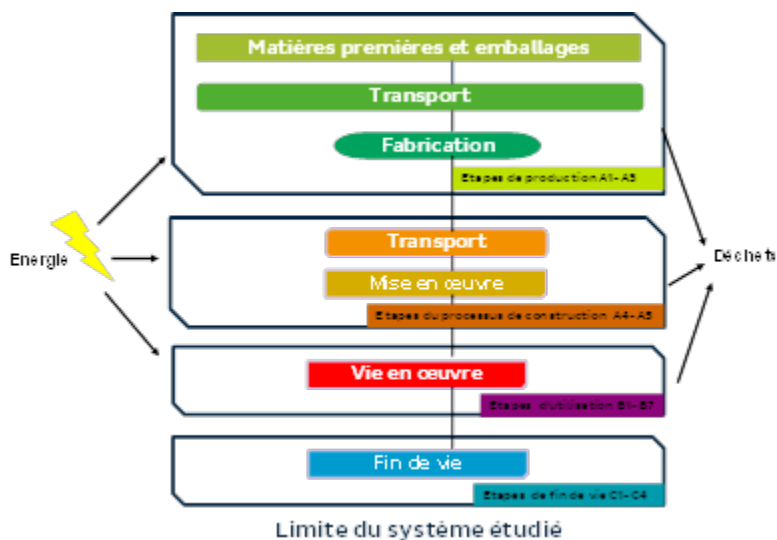 Matières premières et emballages
Transport
Fabrication
Etapes de production A1-A3
Energie
Transport
Mise en œuvre
Etapes du processus de construction A4-A5
Déchets
Vie en œuvre
Etapes d'utilisation B1-B7
Fin de vie
Etapes de fin de vie C1-C4
Limite du système étudié